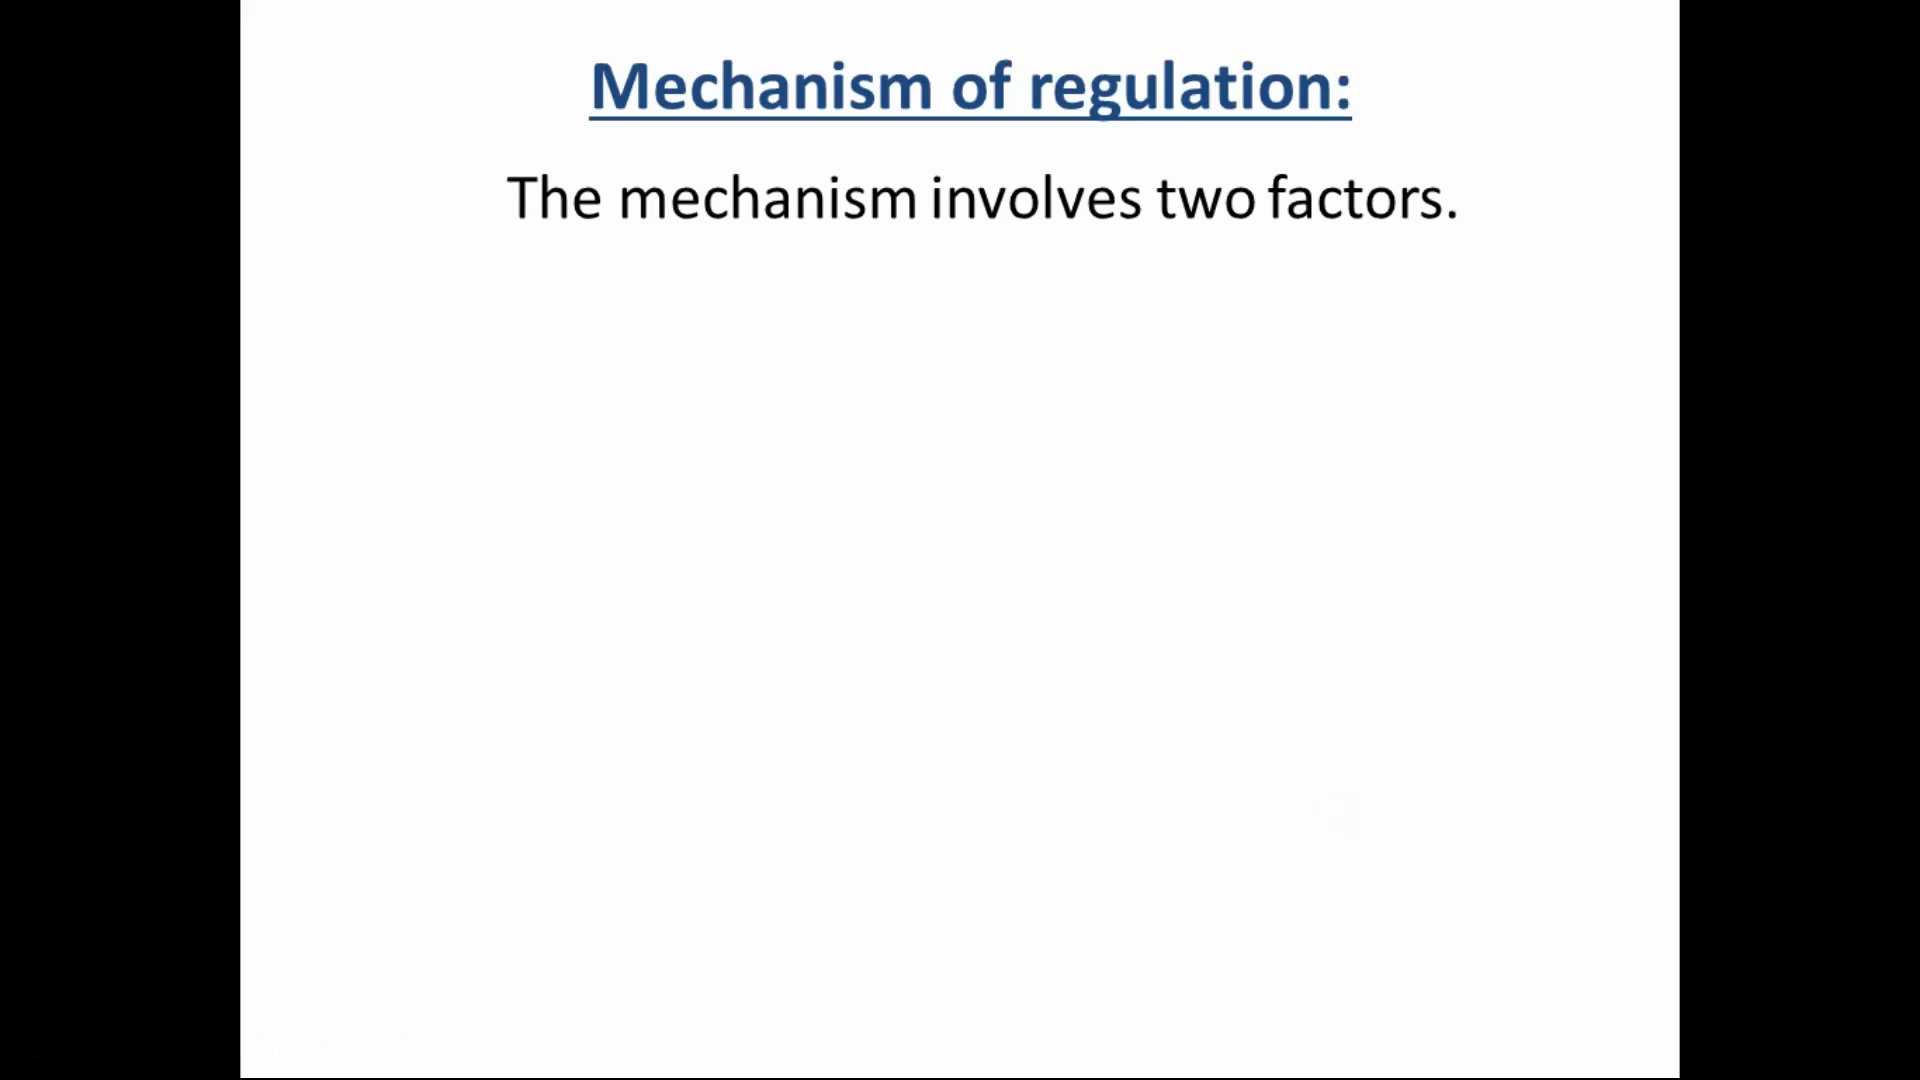 Mechanism of regulation:
The mechanism involves two factors.